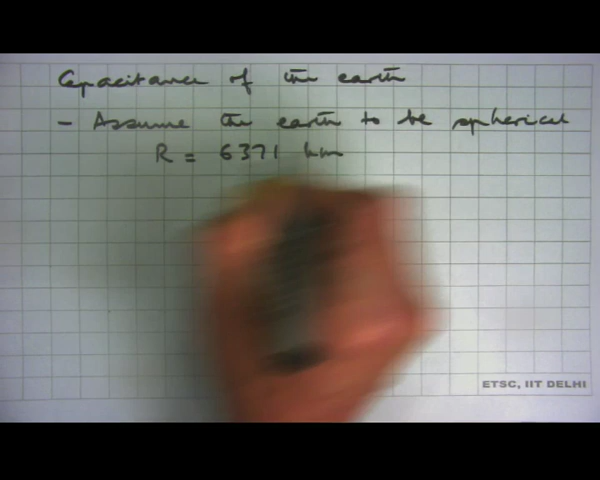 Capacitance of the earth
- Assume the earth to be spherical
R = 6371 km
ETSC, IIT DELHI